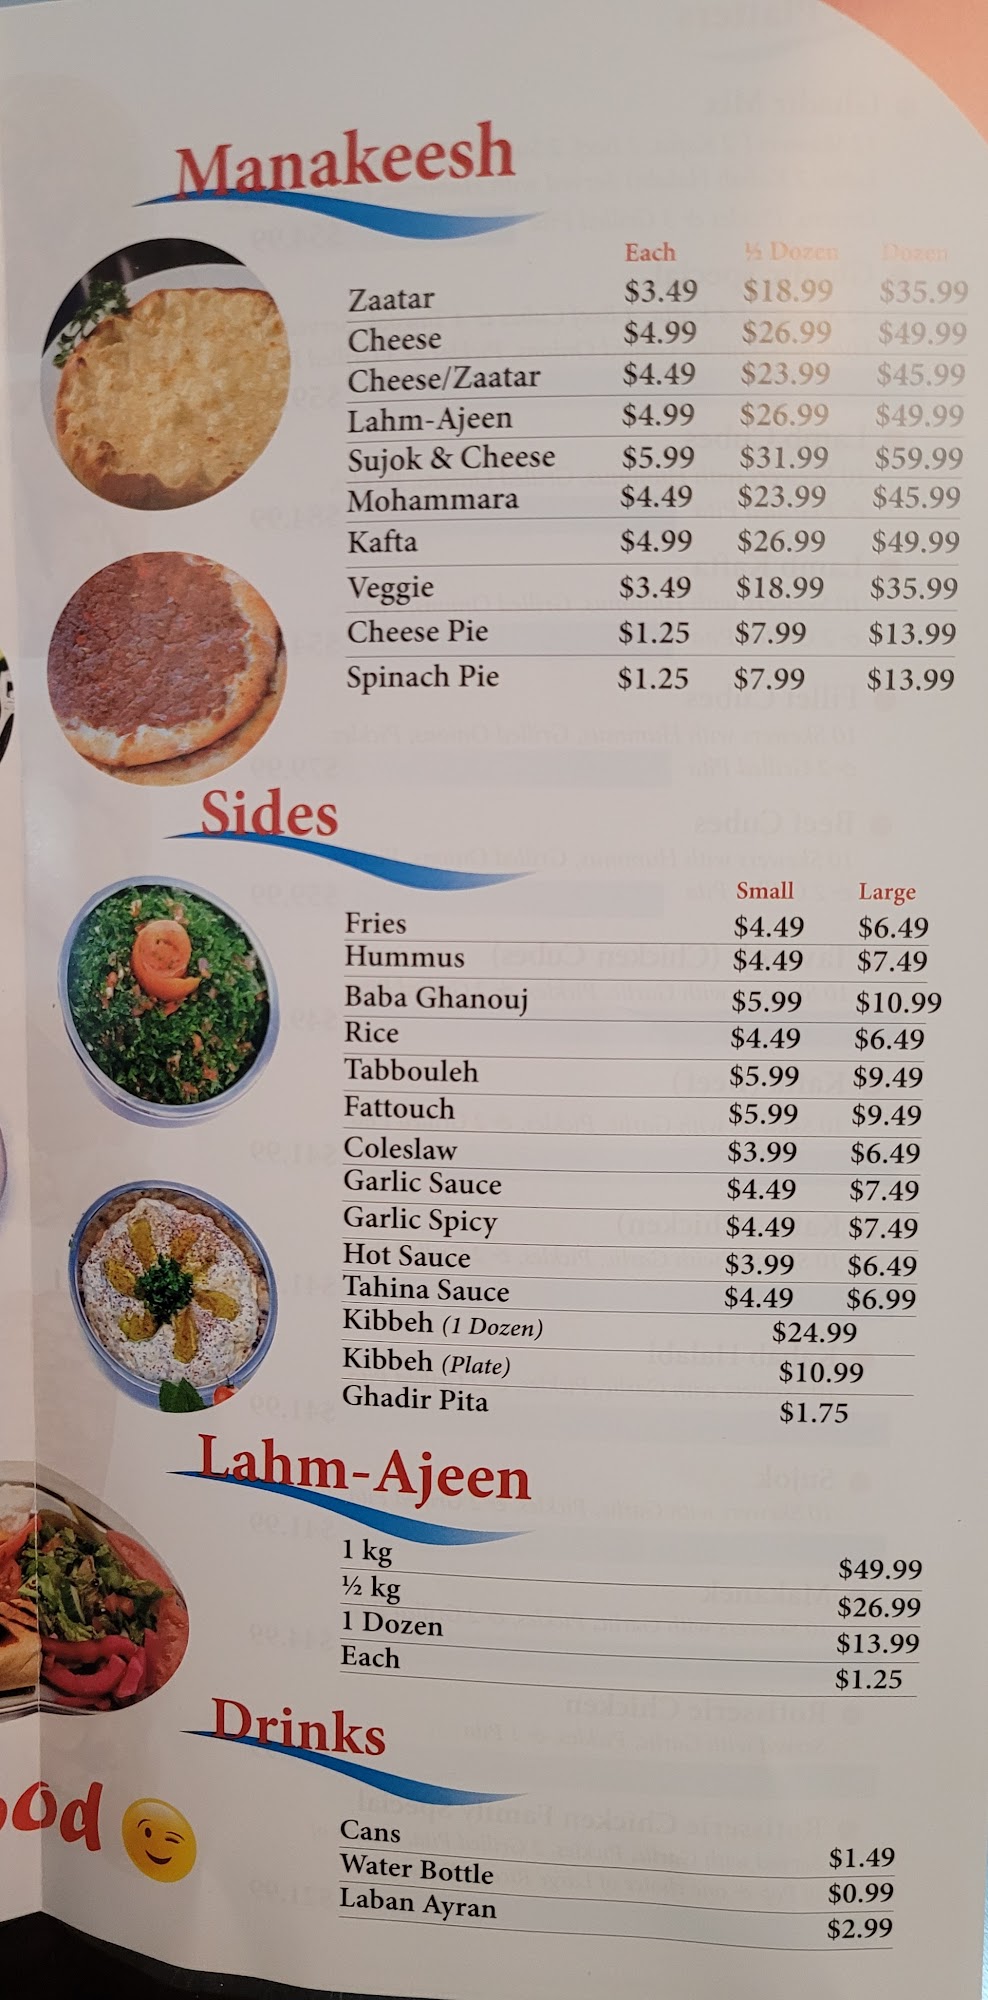 Manakeesh
Each ½ Dozen Dozen
Zaatar $3.49 $18.99 $35.99
Cheese $4.99 $26.99 $49.99
Cheese/Zaatar $4.49 $23.99 $45.99
Lahm-Ajeen $4.99 $26.99 $49.99
Sujok & Cheese $5.99 $31.99 $59.99
Mohammara $4.49 $23.99 $45.99
Kafta $4.99 $26.99 $49.99
Veggie $3.49 $18.99 $35.99
Cheese Pie $1.25 $7.99 $13.99
Spinach Pie $1.25 $7.99 $13.99
Sides
Small Large
Fries $4.49 $6.49
Hummus $4.49 $7.49
Baba Ghanouj $5.99 $10.99
Rice $4.49 $6.49
Tabbouleh $5.99 $9.49
Fattouch $5.99 $9.49
Coleslaw $3.99 $6.49
Garlic Sauce $4.49 $7.49
Garlic Spicy $4.49 $7.49
Hot Sauce $3.99 $6.49
Tahina Sauce $4.49 $6.99
Kibbeh (1 Dozen) $24.99
Kibbeh (Plate) $10.99
Ghadir Pita $1.75
Lahm-Ajeen
1 kg $49.99
½ kg $26.99
1 Dozen $13.99
Each $1.25
Drinks
Cans $1.49
Water Bottle $0.99
Laban Ayran $2.99